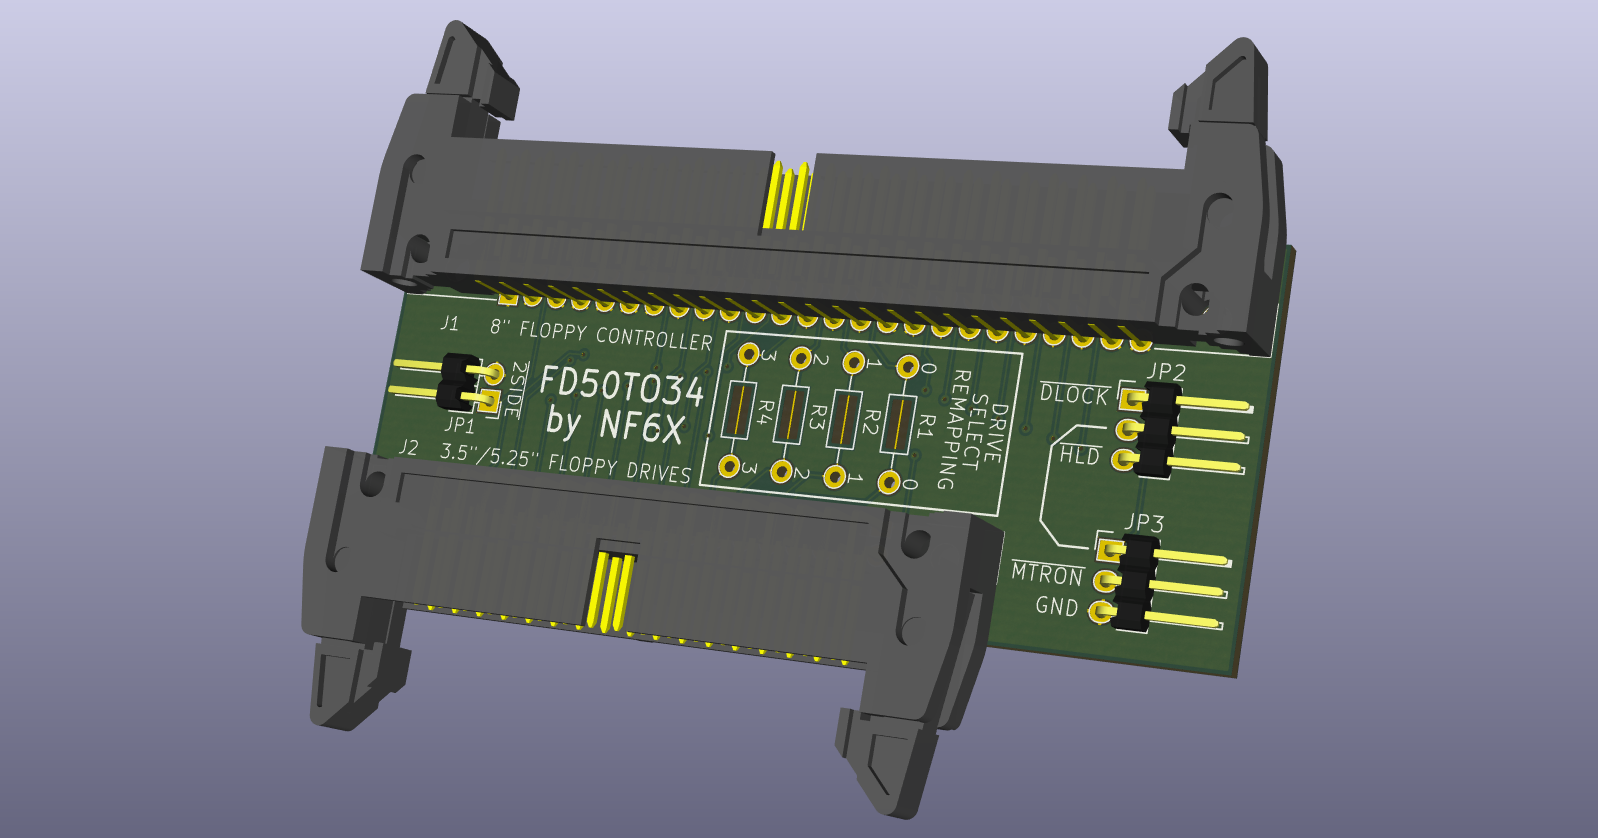 J1
8" FLOPPY CONTROLLER
2SIDE
JP1
FD50TO34
by NF6X
J2
3.5"/5.25" FLOPPY DRIVES
3
2
1
0
R4
R3
R2
R1
3
2
1
0
DRIVE
SELECT
REMAPPING
JP2
DLOCK
HLD
JP3
MTRON
GND